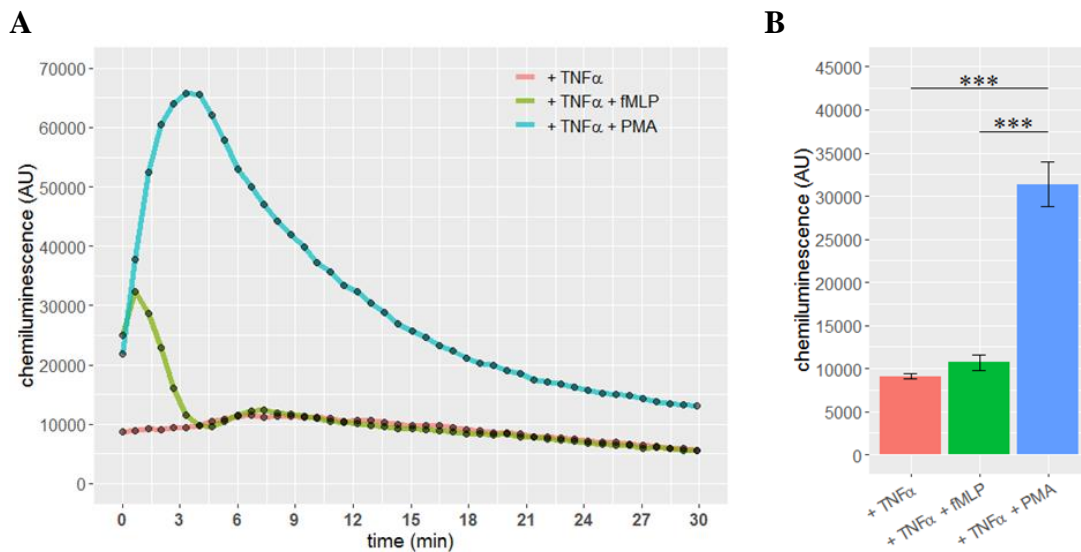 A
70000
60000
50000
40000
30000
20000
10000
0
chemiluminescence (AU)
+ TNFα
+ TNFα + fMLP
+ TNFα + PMA
0 3 6 9 12 15 18 21 24 27 30
time (min)
B
45000
40000
35000
30000
25000
20000
15000
10000
5000
0
chemiluminescence (AU)
***
***
+ TNFα
+ TNFα + fMLP
+ TNFα + PMA